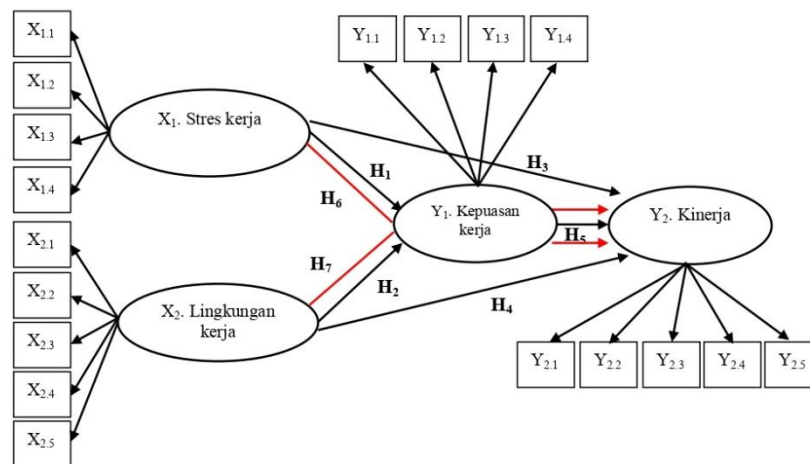 X1.1
X1.2
X1.3
X1.4
X1. Stres kerja
Y1.1
Y1.2
Y1.3
Y1.4
H1
H3
H6
Y1. Kepuasan
kerja
H5
Y2. Kinerja
X2.1
X2.2
X2.3
X2.4
X2.5
H7
H2
X2. Lingkungan
kerja
H4
Y2.1
Y2.2
Y2.3
Y2.4
Y2.5